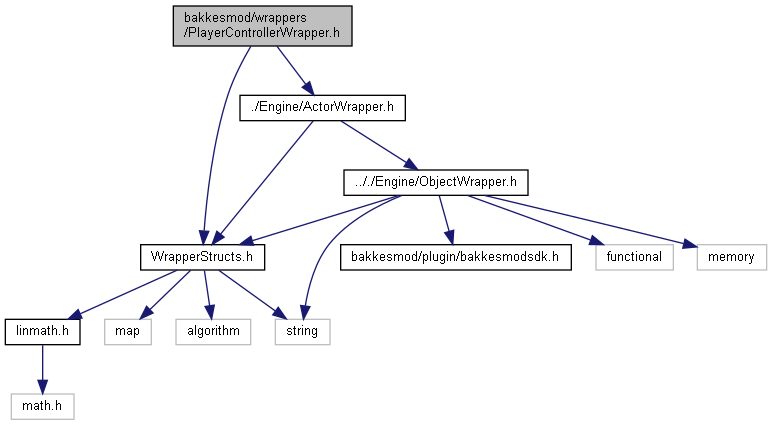 bakkesmod/wrappers
/PlayerControllerWrapper.h
./Engine/ActorWrapper.h
.././Engine/ObjectWrapper.h
WrapperStructs.h
bakkesmod/plugin/bakkesmodsdk.h
functional
memory
linmath.h
map
algorithm
string
math.h